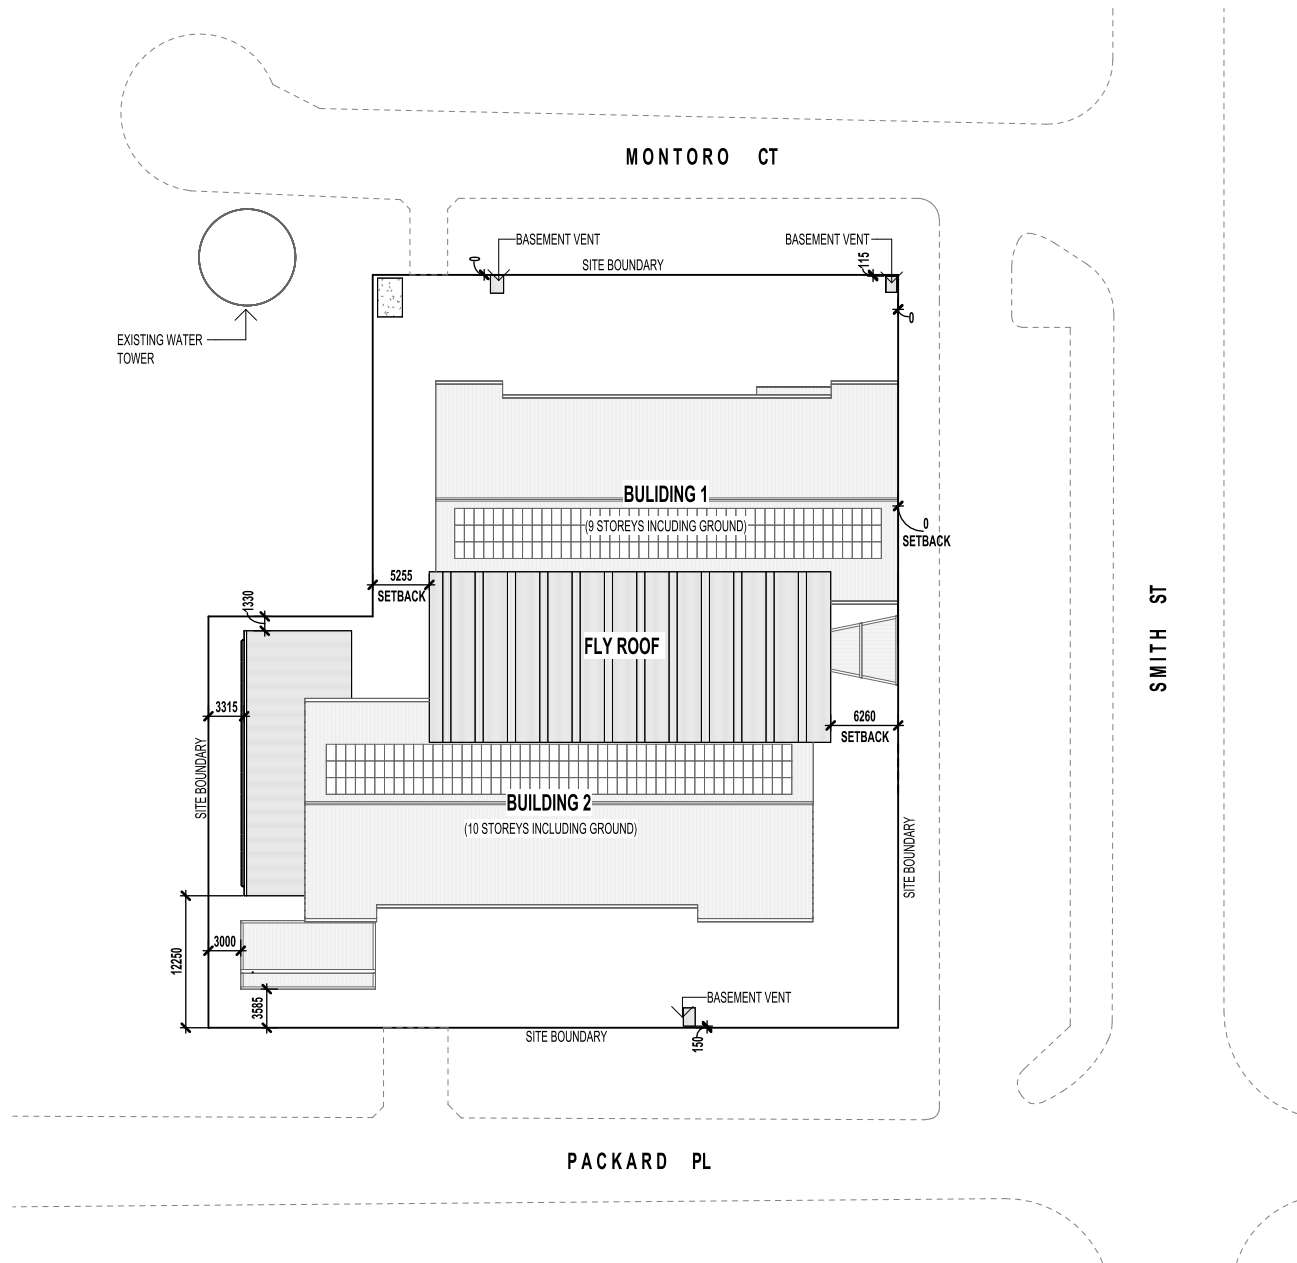 MONTORO CT
BASEMENT VENT
BASEMENT VENT
0
SITE BOUNDARY
115
0
EXISTING WATER
TOWER
BULIDING 1
(9 STOREYS INCUDING GROUND)
0
SETBACK
5255
SETBACK
1330
FLY ROOF
SMITH ST
3315
6260
SETBACK
SITE BOUNDARY
BUILDING 2
(10 STOREYS INCLUDING GROUND)
SITE BOUNDARY
3000
12250
3585
BASEMENT VENT
SITE BOUNDARY
150
PACKARD PL